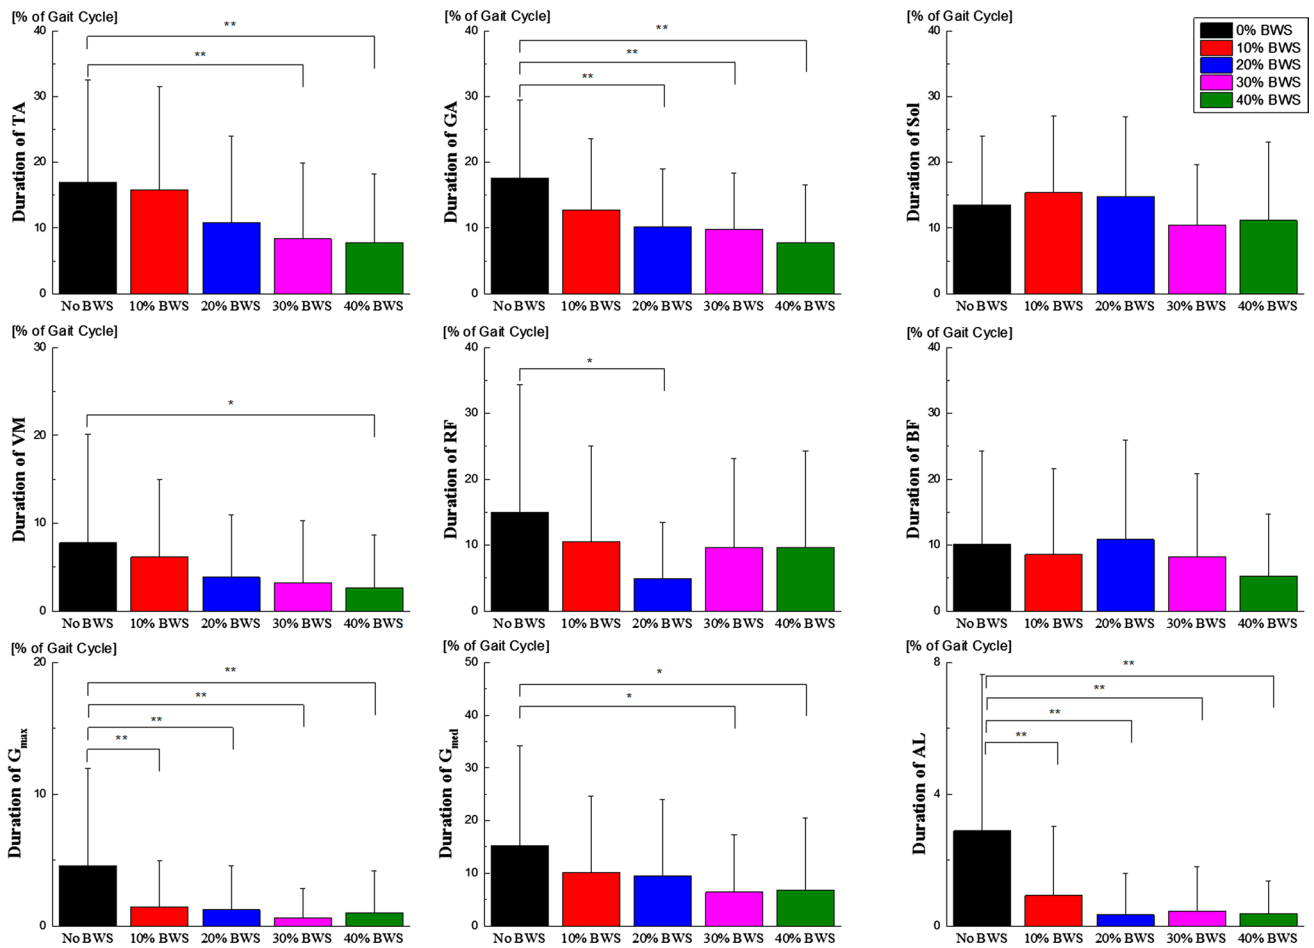 [% of Gait Cycle]
Duration of TA
40
30
20
10
0
**
**
No BWS 10% BWS 20% BWS 30% BWS 40% BWS
[% of Gait Cycle]
Duration of GA
40
30
20
10
0
**
**
**
No BWS 10% BWS 20% BWS 30% BWS 40% BWS
[% of Gait Cycle]
Duration of Sol
40
30
20
10
0
0% BWS
10% BWS
20% BWS
30% BWS
40% BWS
No BWS 10% BWS 20% BWS 30% BWS 40% BWS
[% of Gait Cycle]
Duration of VM
30
20
10
0
*
No BWS 10% BWS 20% BWS 30% BWS 40% BWS
[% of Gait Cycle]
Duration of RF
40
30
20
10
0
*
No BWS 10% BWS 20% BWS 30% BWS 40% BWS
[% of Gait Cycle]
Duration of BF
40
30
20
10
0
No BWS 10% BWS 20% BWS 30% BWS 40% BWS
[% of Gait Cycle]
Duration of Gmax
20
10
0
**
**
**
**
No BWS 10% BWS 20% BWS 30% BWS 40% BWS
[% of Gait Cycle]
Duration of Gmed
50
40
30
20
10
0
*
*
No BWS 10% BWS 20% BWS 30% BWS 40% BWS
[% of Gait Cycle]
Duration of AL
8
4
0
**
**
**
**
No BWS 10% BWS 20% BWS 30% BWS 40% BWS